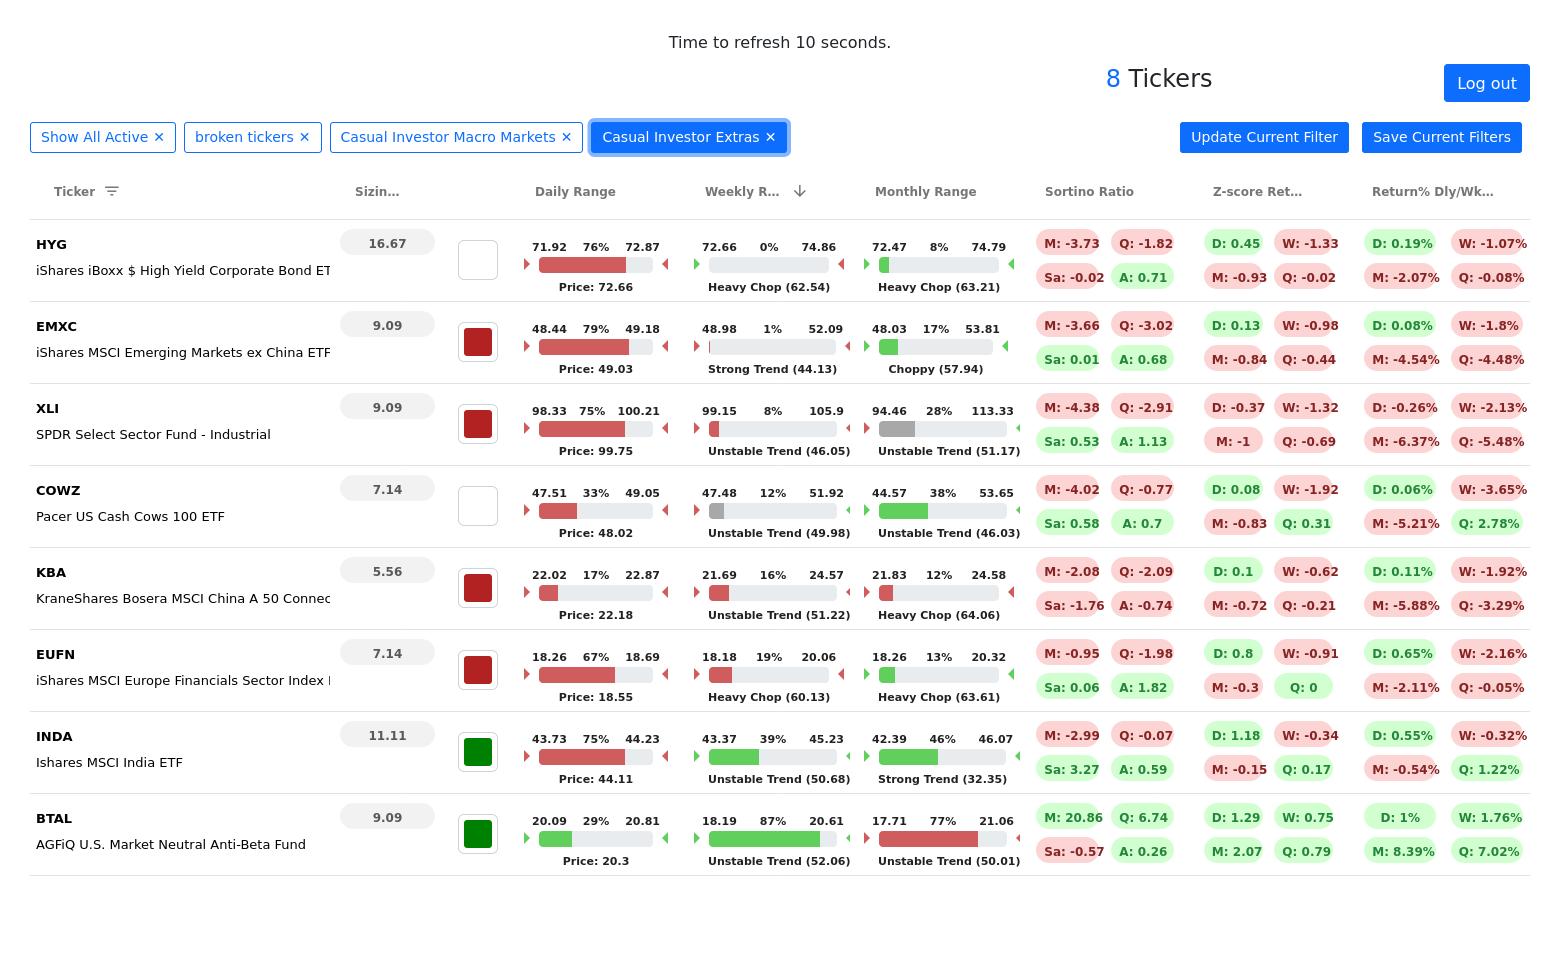 Time to refresh 10 seconds.
8 Tickers
Log out
Show All Active ✕ broken tickers ✕ Casual Investor Macro Markets ✕ Casual Investor Extras ✕ Update Current Filter Save Current Filters
Ticker Sizin... Daily Range Weekly R... Monthly Range Sortino Ratio Z-score Ret... Return% Dly/Wk...
HYG 16.67 71.92 76% 72.87 72.66 0% 74.86 72.47 8% 74.79 M: -3.73 Q: -1.82 D: 0.45 W: -1.33 D: 0.19% W: -1.07%
iShares iBoxx $ High Yield Corporate Bond ET Price: 72.66 Heavy Chop (62.54) Heavy Chop (63.21) Sa: -0.02 A: 0.71 M: -0.93 Q: -0.02 M: -2.07% Q: -0.08%
EMXC 9.09 48.44 79% 49.18 48.98 1% 52.09 48.03 17% 53.81 M: -3.66 Q: -3.02 D: 0.13 W: -0.98 D: 0.08% W: -1.8%
iShares MSCI Emerging Markets ex China ETF Price: 49.03 Strong Trend (44.13) Choppy (57.94) Sa: 0.01 A: 0.68 M: -0.84 Q: -0.44 M: -4.54% Q: -4.48%
XLI 9.09 98.33 75% 100.21 99.15 8% 105.9 94.46 28% 113.33 M: -4.38 Q: -2.91 D: -0.37 W: -1.32 D: -0.26% W: -2.13%
SPDR Select Sector Fund - Industrial Price: 99.75 Unstable Trend (46.05) Unstable Trend (51.17) Sa: 0.53 A: 1.13 M: -1 Q: -0.69 M: -6.37% Q: -5.48%
COWZ 7.14 47.51 33% 49.05 47.48 12% 51.92 44.57 38% 53.65 M: -4.02 Q: -0.77 D: 0.08 W: -1.92 D: 0.06% W: -3.65%
Pacer US Cash Cows 100 ETF Price: 48.02 Unstable Trend (49.98) Unstable Trend (46.03) Sa: 0.58 A: 0.7 M: -0.83 Q: 0.31 M: -5.21% Q: 2.78%
KBA 5.56 22.02 17% 22.87 21.69 16% 24.57 21.83 12% 24.58 M: -2.08 Q: -2.09 D: 0.1 W: -0.62 D: 0.11% W: -1.92%
KraneShares Bosera MSCI China A 50 Connec Price: 22.18 Unstable Trend (51.22) Heavy Chop (64.06) Sa: -1.76 A: -0.74 M: -0.72 Q: -0.21 M: -5.88% Q: -3.29%
EUFN 7.14 18.26 67% 18.69 18.18 19% 20.06 18.26 13% 20.32 M: -0.95 Q: -1.98 D: 0.8 W: -0.91 D: 0.65% W: -2.16%
iShares MSCI Europe Financials Sector Index Price: 18.55 Heavy Chop (60.13) Heavy Chop (63.61) Sa: 0.06 A: 1.82 M: -0.3 Q: 0 M: -2.11% Q: -0.05%
INDA 11.11 43.73 75% 44.23 43.37 39% 45.23 42.39 46% 46.07 M: -2.99 Q: -0.07 D: 1.18 W: -0.34 D: 0.55% W: -0.32%
Ishares MSCI India ETF Price: 44.11 Unstable Trend (50.68) Strong Trend (32.35) Sa: 3.27 A: 0.59 M: -0.15 Q: 0.17 M: -0.54% Q: 1.22%
BTAL 9.09 20.09 29% 20.81 18.19 87% 20.61 17.71 77% 21.06 M: 20.86 Q: 6.74 D: 1.29 W: 0.75 D: 1% W: 1.76%
AGFiQ U.S. Market Neutral Anti-Beta Fund Price: 20.3 Unstable Trend (52.06) Unstable Trend (50.01) Sa: -0.57 A: 0.26 M: 2.07 Q: 0.79 M: 8.39% Q: 7.02%